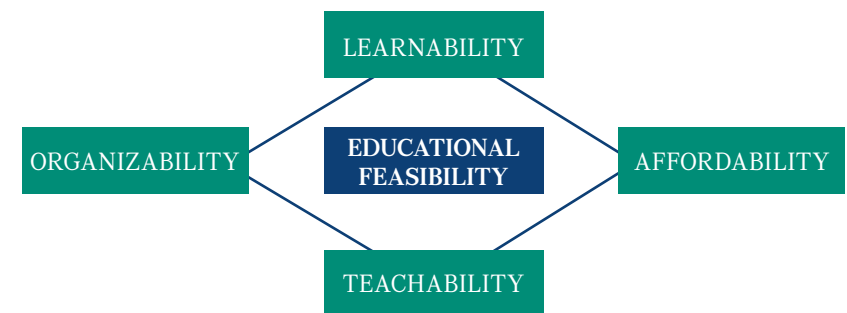 LEARNABILITY
ORGANIZABILITY
EDUCATIONAL
FEASIBILITY
AFFORDABILITY
TEACHABILITY